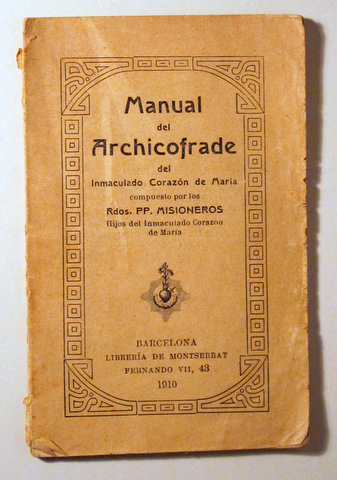 Manual
del
Archicofrade
del
Inmaculado Corazón de María
compuesto por los
Rdos. PP. MISIONEROS
Hijos del Inmaculado Corazón
de María
BARCELONA
LIBRERÍA DE MONTSERRAT
FERNANDO VII, 43
1910